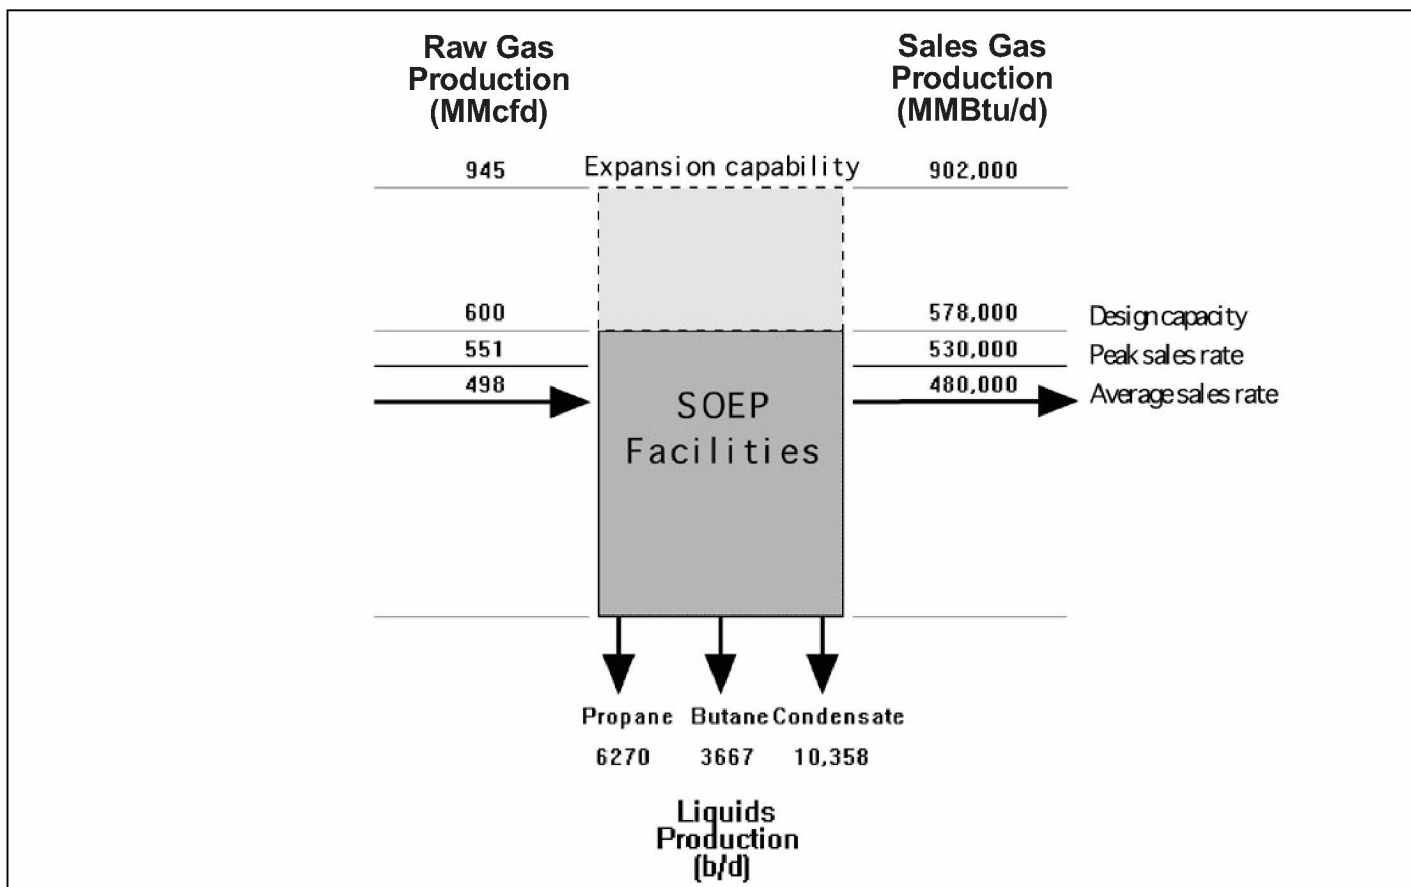 Raw Gas
Production
(MMcfd)
Sales Gas
Production
(MMBtu/d)
945
Expansion capability
902,000
600
578,000
Design capacity
551
530,000
Peak sales rate
498
480,000
Average sales rate
SOEP
Facilities
Propane Butane Condensate
6270 3667 10,358
Liquids
Production
(b/d)